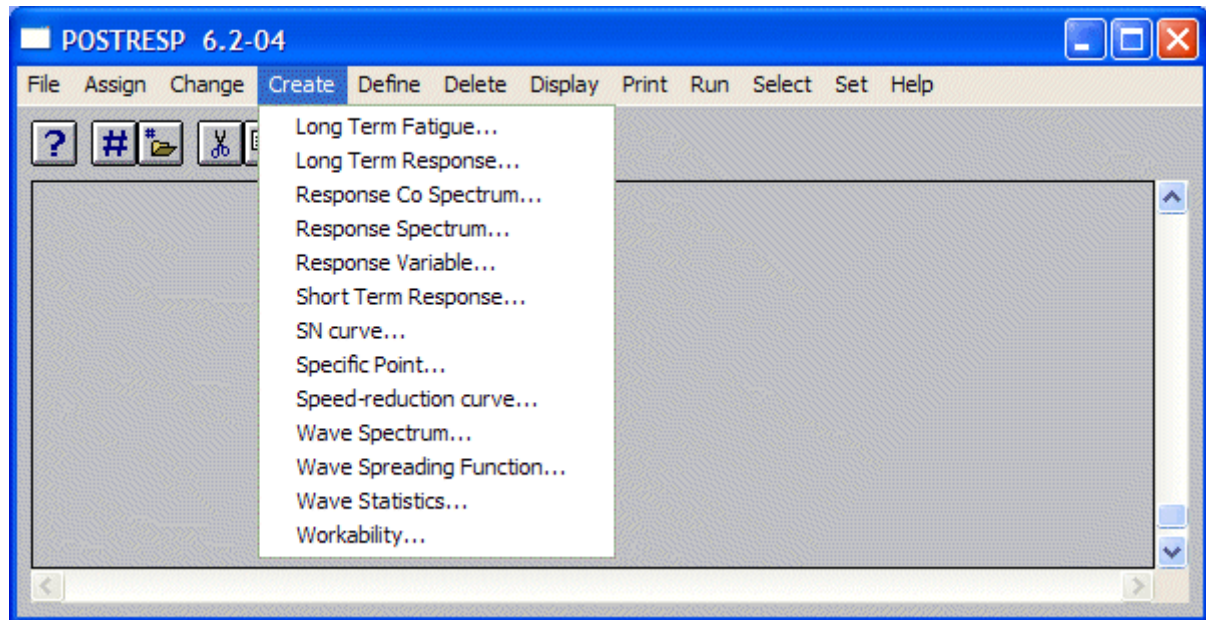 POSTRESP 6.2-04
File Assign Change Create Define Delete Display Print Run Select Set Help
? # #
Long Term Fatigue...
Long Term Response...
Response Co Spectrum...
Response Spectrum...
Response Variable...
Short Term Response...
SN curve...
Specific Point...
Speed-reduction curve...
Wave Spectrum...
Wave Spreading Function...
Wave Statistics...
Workability...